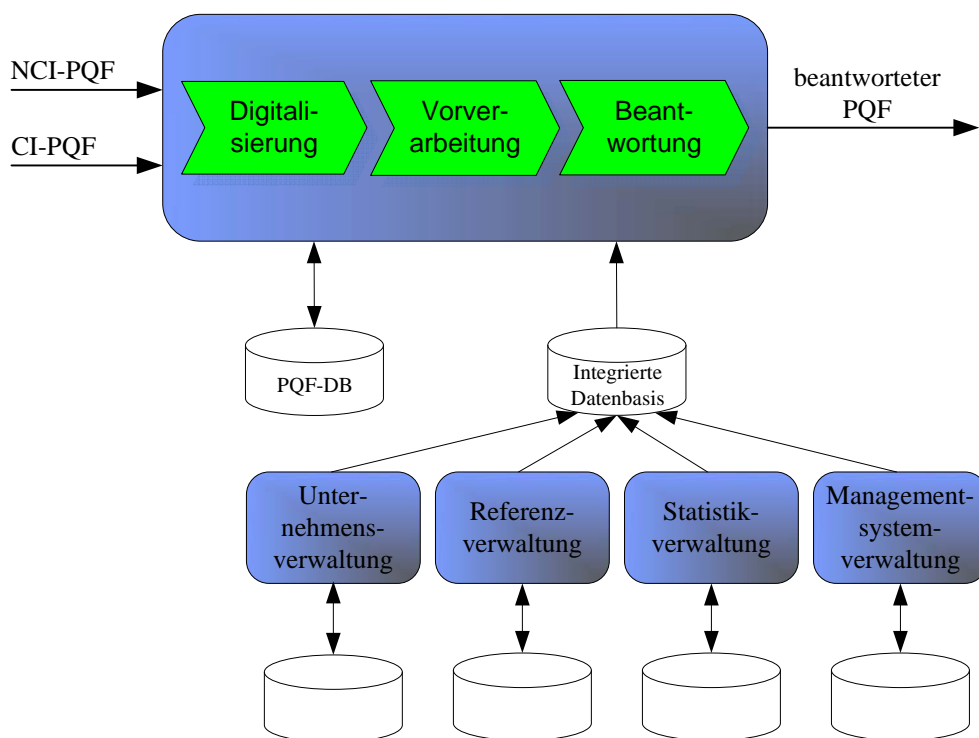 NCI-PQF
CI-PQF
Digitali-
sierung
Vorver-
arbeitung
Beant-
wortung
beantworteter
PQF
PQF-DB
Integrierte
Datenbasis
Unter-
nehmens-
verwaltung
Referenz-
verwaltung
Statistik-
verwaltung
Management-
system-
verwaltung